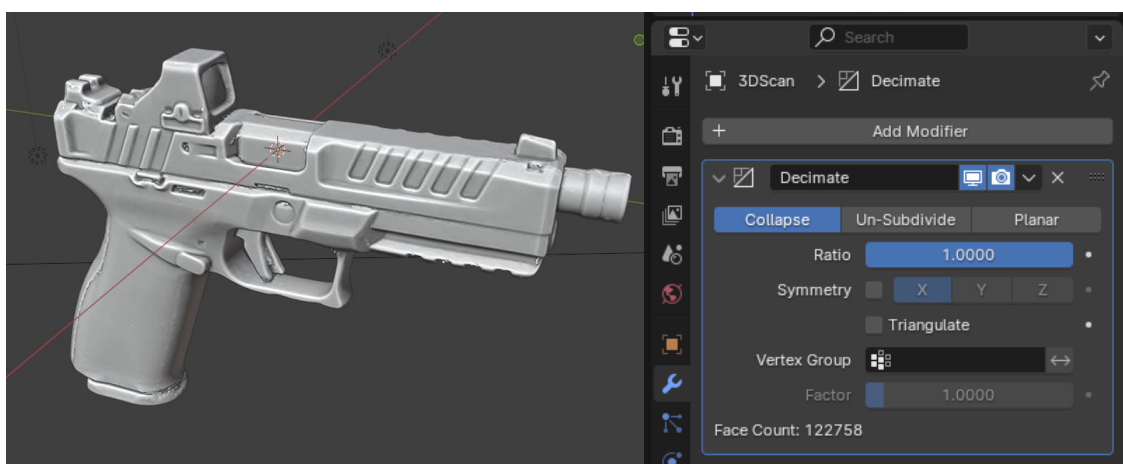 Search
3DScan > Decimate
+ Add Modifier
Decimate
Collapse Un-Subdivide Planar
Ratio 1.0000
Symmetry X Y Z
Triangulate
Vertex Group
Factor 1.0000
Face Count: 122758